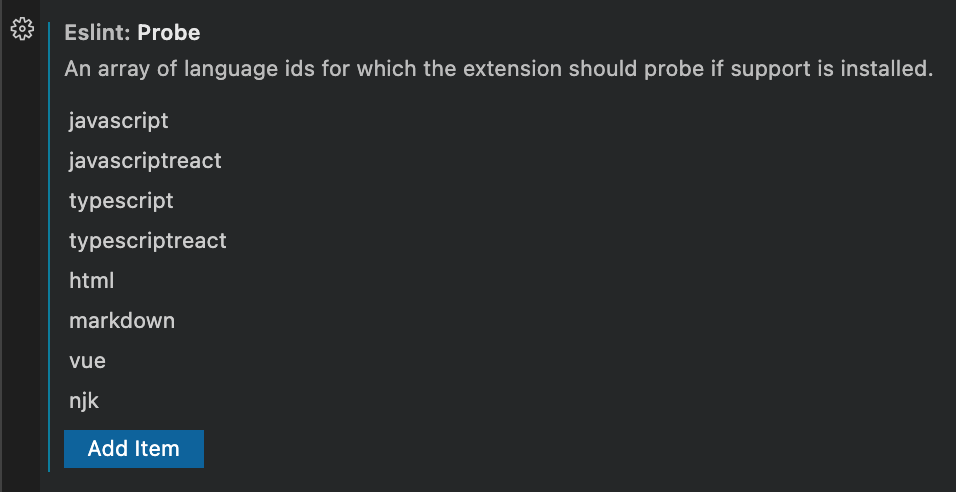 Eslint: Probe
An array of language ids for which the extension should probe if support is installed.
javascript
javascriptreact
typescript
typescriptreact
html
markdown
vue
njk
Add Item